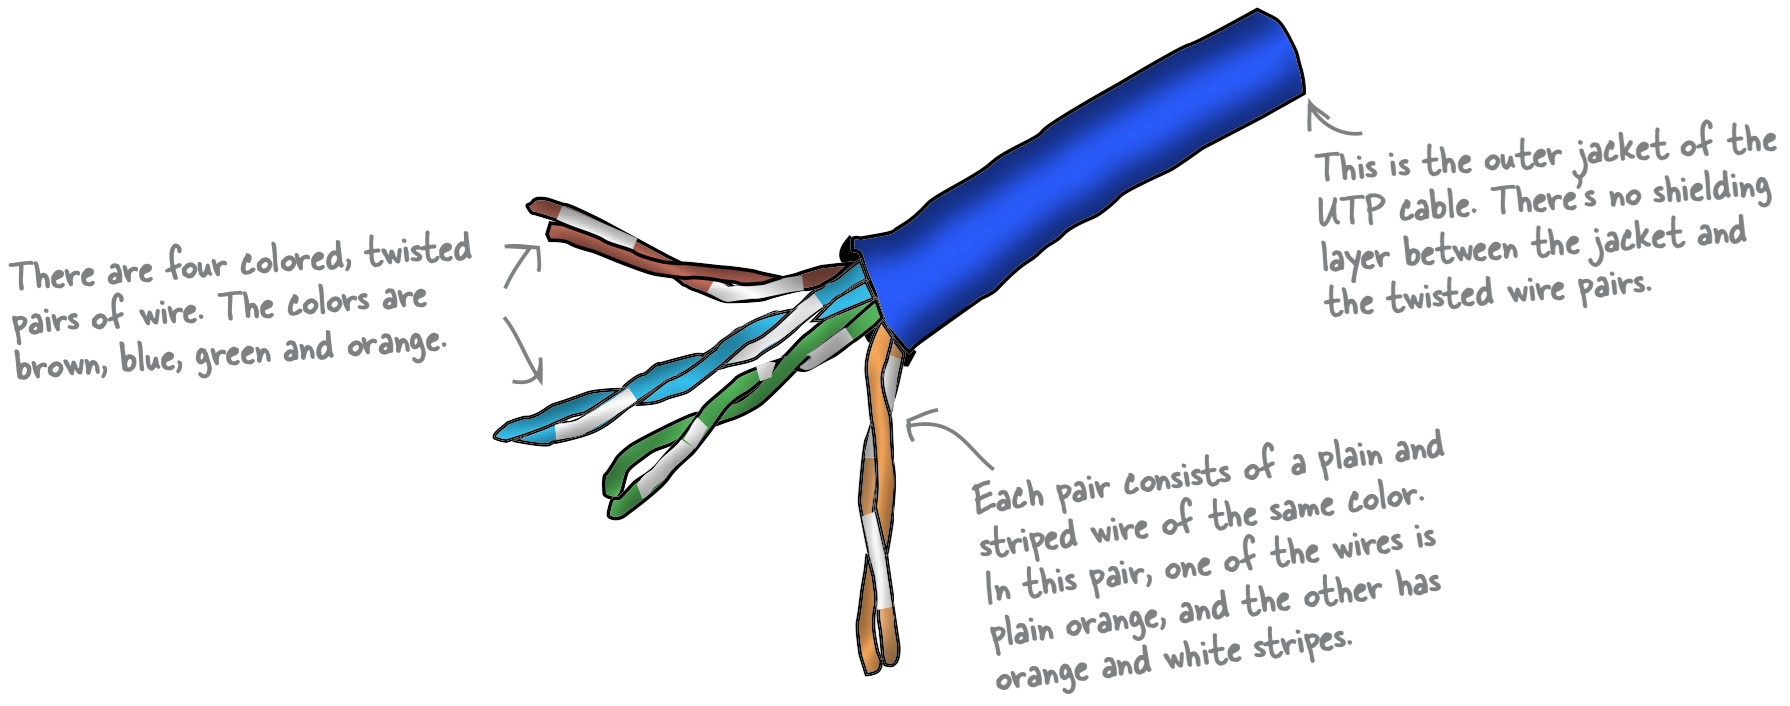 This is the outer jacket of the
UTP cable. There's no shielding
layer between the jacket and
the twisted wire pairs.
There are four colored, twisted
pairs of wire. The colors are
brown, blue, green and orange.
Each pair consists of a plain and
striped wire of the same color.
In this pair, one of the wires is
plain orange, and the other has
orange and white stripes.